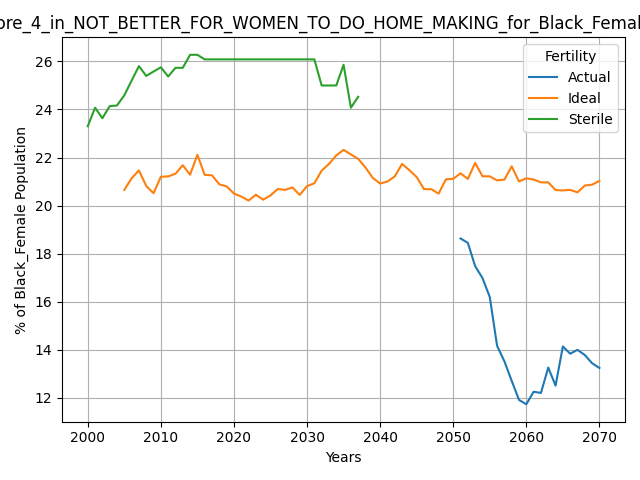 ore_4_in_NOT_BETTER_FOR_WOMEN_TO_DO_HOME_MAKING_for_Black_Femal
% of Black_Female Population
26
24
22
20
18
16
14
12
Fertility
Actual
Ideal
Sterile
2000 2010 2020 2030 2040 2050 2060 2070
Years